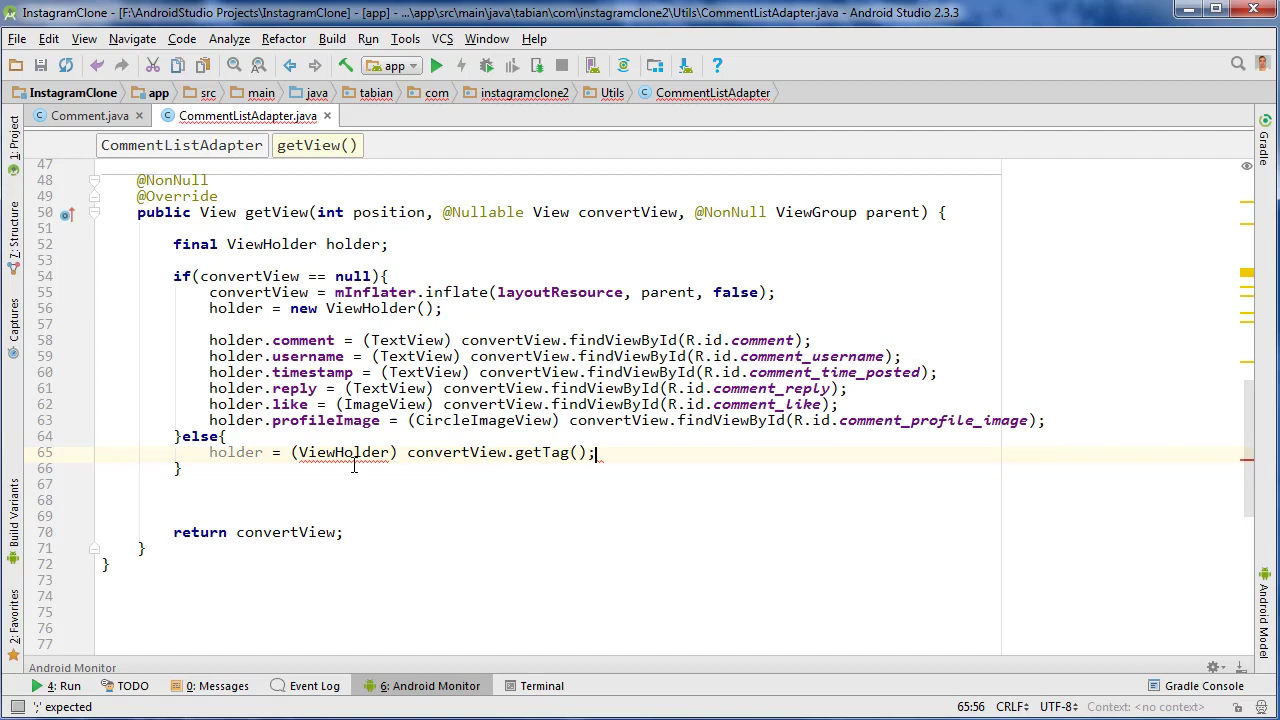 InstagramClone - [F:\AndroidStudio Projects\InstagramClone] - [app] - ...\app\src\main\java\tabian\com\instagramclone2\Utils\CommentListAdapter.java - Android Studio 2.3.3
File Edit View Navigate Code Analyze Refactor Build Run Tools VCS Window Help
app
InstagramClone app src main java tabian com instagramclone2 Utils CommentListAdapter
Comment.java CommentListAdapter.java
CommentListAdapter getView()
47
48 @NonNull
49 @Override
50 public View getView(int position, @Nullable View convertView, @NonNull ViewGroup parent) {
51
52 final ViewHolder holder;
53
54 if(convertView == null){
55 convertView = mInflater.inflate(layoutResource, parent, false);
56 holder = new ViewHolder();
57
58 holder.comment = (TextView) convertView.findViewById(R.id.comment);
59 holder.username = (TextView) convertView.findViewById(R.id.comment_username);
60 holder.timestamp = (TextView) convertView.findViewById(R.id.comment_time_posted);
61 holder.reply = (TextView) convertView.findViewById(R.id.comment_reply);
62 holder.like = (ImageView) convertView.findViewById(R.id.comment_like);
63 holder.profileImage = (CircleImageView) convertView.findViewById(R.id.comment_profile_image);
64 }else{
65 holder = (ViewHolder) convertView.getTag();
66 }
67
68
69
70 return convertView;
71 }
72 }
73
74
75
76
77
1: Project
7: Structure
Captures
Build Variants
2: Favorites
Gradle
Android Model
Android Monitor
4: Run TODO 0: Messages Event Log 6: Android Monitor Terminal Gradle Console
';' expected 65:56 CRLF÷ UTF-8÷ Context: <no context>